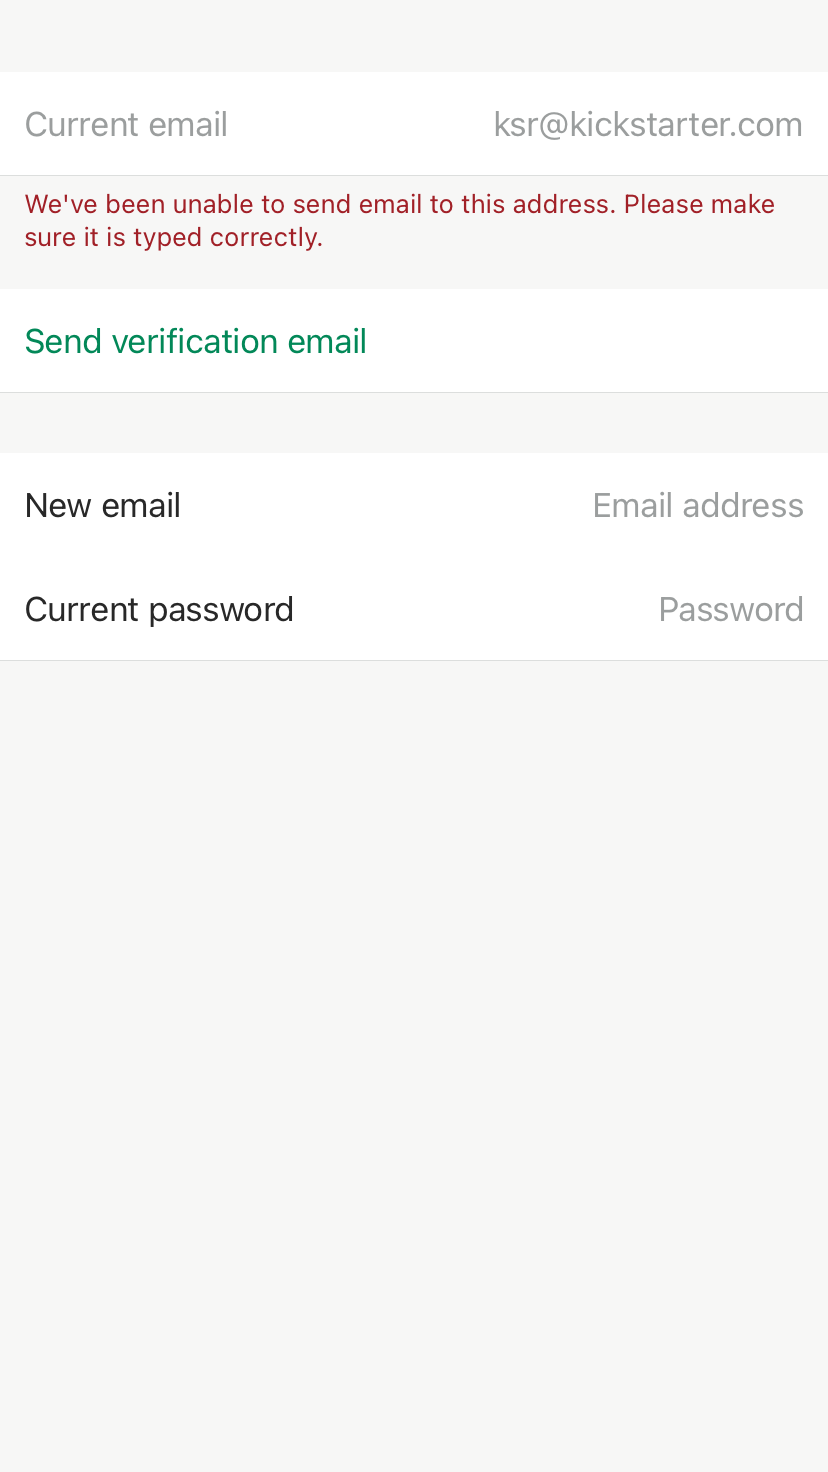 Current email ksr@kickstarter.com
We've been unable to send email to this address. Please make
sure it is typed correctly.
Send verification email
New email Email address
Current password Password